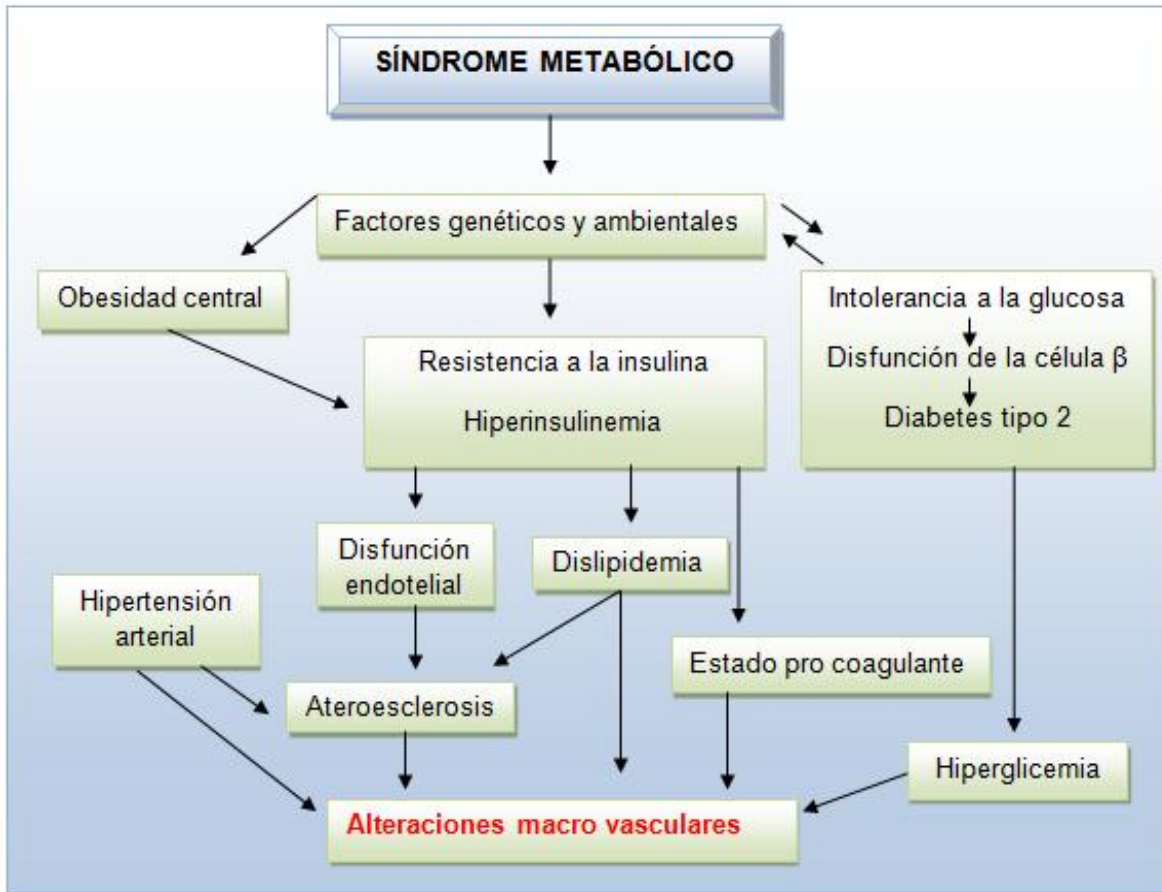 SÍNDROME METABÓLICO
Factores genéticos y ambientales
Obesidad central
Intolerancia a la glucosa
Disfunción de la célula β
Diabetes tipo 2
Resistencia a la insulina
Hiperinsulinemia
Disfunción
endotelial
Dislipidemia
Hipertensión
arterial
Estado pro coagulante
Ateroesclerosis
Hiperglicemia
Alteraciones macro vasculares